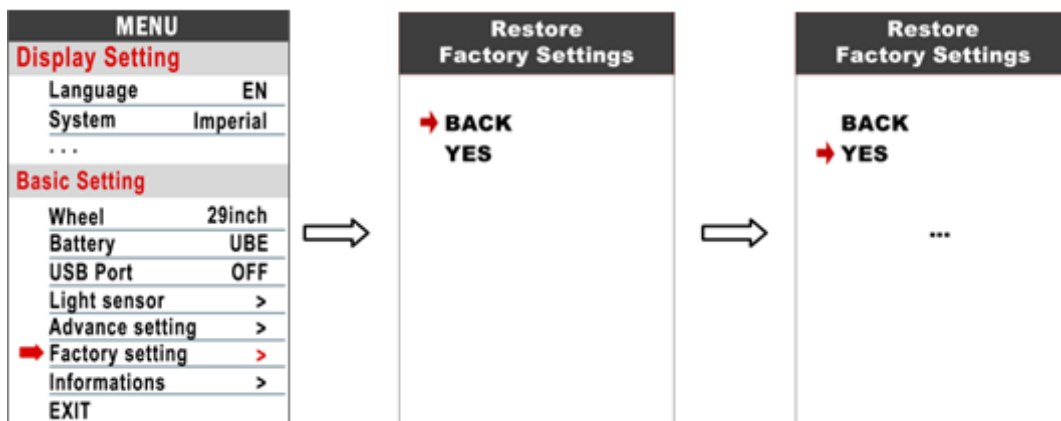 MENU
Display Setting
Language EN
System Imperial
...
Basic Setting
Wheel 29inch
Battery UBE
USB Port OFF
Light sensor >
Advance setting >
Factory setting >
Informations >
EXIT
Restore
Factory Settings
BACK
YES
Restore
Factory Settings
BACK
YES
...